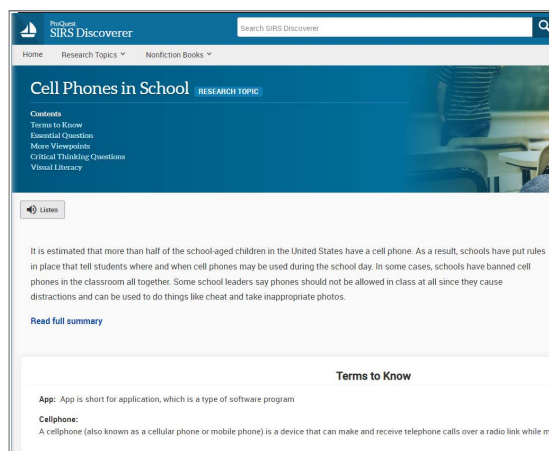 ProQuest
SIRS Discoverer
Search SIRS Discoverer
Home Research Topics Nonfiction Books
Cell Phones in School RESEARCH TOPIC
Contents
Terms to Know
Essential Question
More Viewpoints
Critical Thinking Questions
Visual Literacy
Listen
It is estimated that more than half of the school-aged children in the United States have a cell phone. As a result, schools have put rules
in place that tell students where and when cell phones may be used during the school day. In some cases, schools have banned cell
phones in the classroom all together. Some school leaders say phones should not be allowed in class at all since they cause
distractions and can be used to do things like cheat and take inappropriate photos.
Read full summary
Terms to Know
App: App is short for application, which is a type of software program
Cellphone:
A cellphone (also known as a cellular phone or mobile phone) is a device that can make and receive telephone calls over a radio link while m